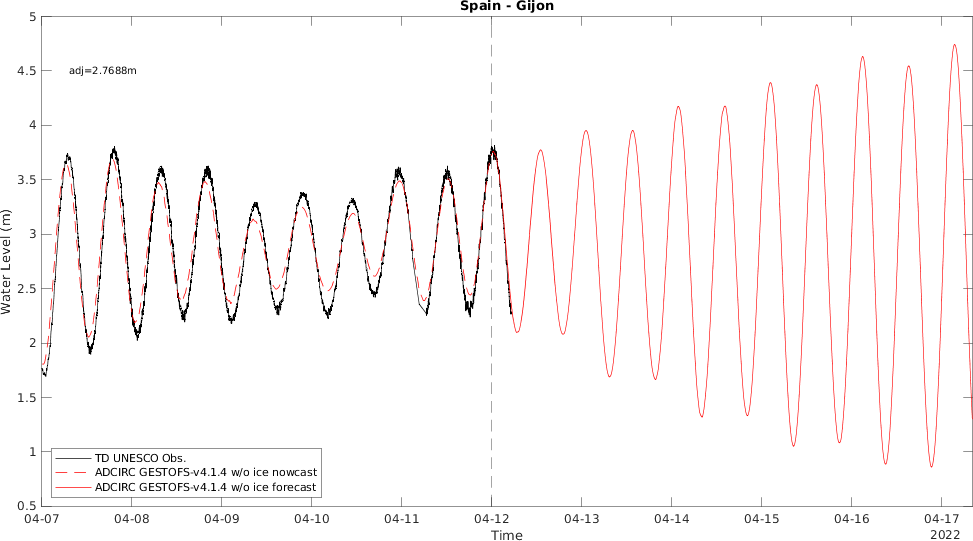 Spain - Gijon
5
4.5
4
3.5
3
2.5
2
1.5
1
0.5
Water Level (m)
adj=2.7688m
TD UNESCO Obs.
ADCIRC GESTOFS-v4.1.4 w/o ice nowcast
ADCIRC GESTOFS-v4.1.4 w/o ice forecast
04-07 04-08 04-09 04-10 04-11 04-12 04-13 04-14 04-15 04-16 04-17
Time
2022